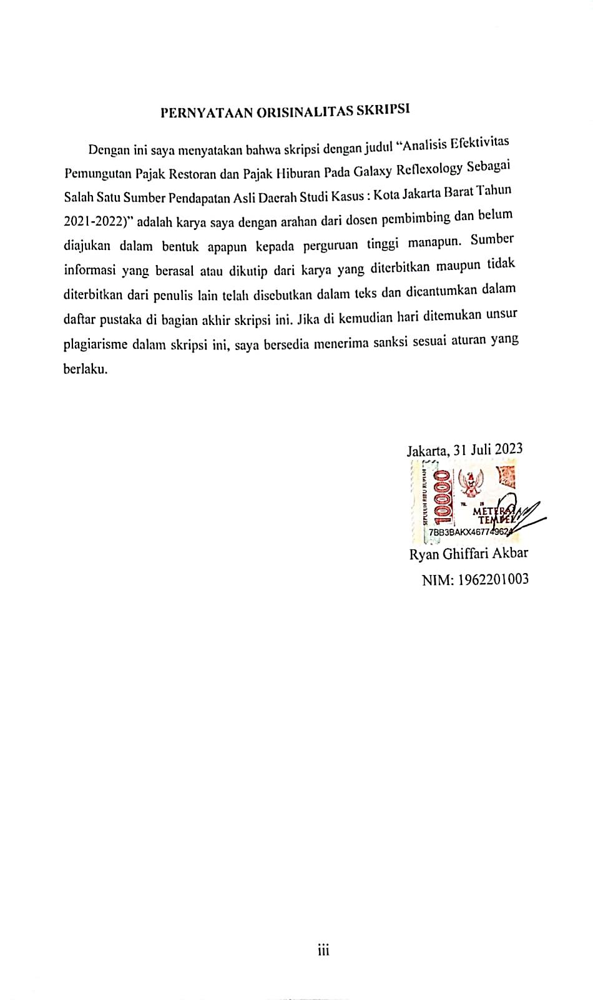 PERNYATAAN ORISINALITAS SKRIPSI
Dengan ini saya menyatakan bahwa skripsi dengan judul “Analisis Efektivitas
Pemungutan Pajak Restoran dan Pajak Hiburan Pada Galaxy Reflexology Sebagai
Salah Satu Sumber Pendapatan Asli Daerah Studi Kasus : Kota Jakarta Barat Tahun
2021-2022)” adalah karya saya dengan arahan dari dosen pembimbing dan belum
diajukan dalam bentuk apapun kepada perguruan tinggi manapun. Sumber
informasi yang berasal atau dikutip dari karya yang diterbitkan maupun tidak
diterbitkan dari penulis lain telah disebutkan dalam teks dan dicantumkan dalam
daftar pustaka di bagian akhir skripsi ini. Jika di kemudian hari ditemukan unsur
plagiarisme dalam skripsi ini, saya bersedia menerima sanksi sesuai aturan yang
berlaku.
Jakarta, 31 Juli 2023
SEPULUH RIBU RUPIAH
10000
TGL. 20
METERAI
TEMPEL
7BB3BAKX467749624
Ryan Ghiffari Akbar
NIM: 1962201003
iii